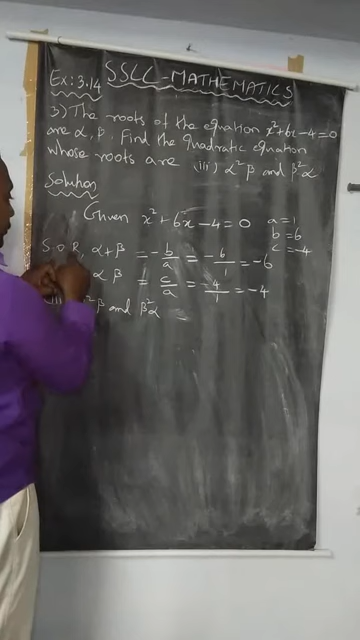 Ex: 3.14 SSLC-MATHEMATICS
3) The roots of the equation x²+6x-4=0
are α, β. Find the Quadratic equation
whose roots are (iii) α²β and β²α
Solution
Given x²+6x-4=0 a=1
b=6
c=-4
S.O.R, α+β = -b/a = -6/1 = -6
αβ = c/a = -4/1 = -4
²β and β²α